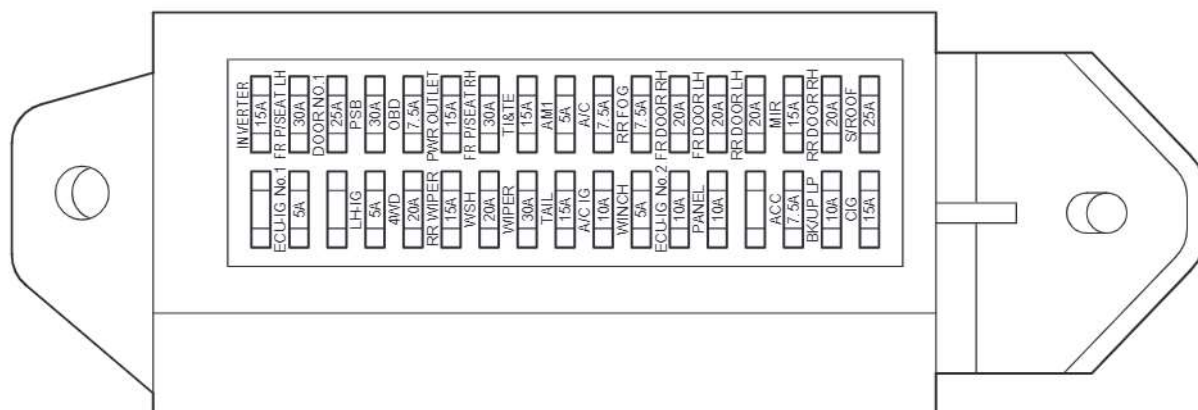 INVERTER 15A
FR P/SEAT LH 30A
DOOR NO.1 25A
PSB 30A
OBD 7.5A
PWR OUTLET 15A
FR P/SEAT RH 30A
TI&TE 15A
AM1 5A
A/C 7.5A
RR FOG 7.5A
FR DOOR RH 20A
FR DOOR LH 20A
RR DOOR LH 20A
MIR 15A
RR DOOR RH 20A
S/ROOF 25A
ECU-IG No.1 5A
LH-IG 5A
4WD 20A
RR WIPER 15A
WSH 20A
WIPER 30A
TAIL 15A
A/C IG 10A
WINCH 5A
ECU-IG No.2 10A
PANEL 10A
ACC 7.5A
BK/UP LP 10A
CIG 15A